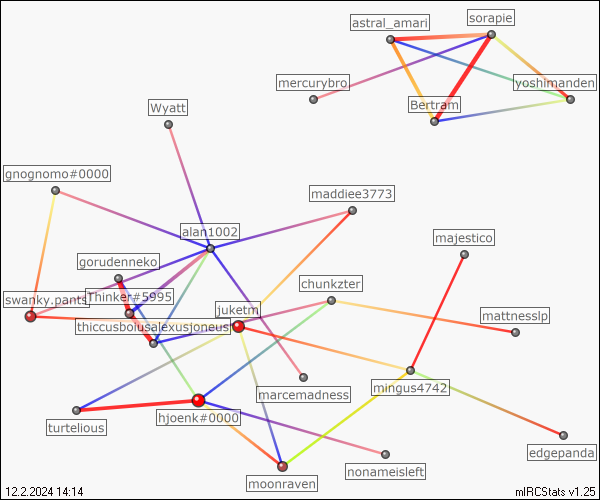 sorapie
astral_amari
mercurybro
yoshimanden
Bertram
Wyatt
gnognomo#0000
maddiee3773
alan1002
majestico
gorudenneko
chunkzter
swanky.pants
Thinker#5995
juketm
mattnesslp
thiccusboiusalexusjoneus
mingus4742
marcemadness
hjoenk#0000
turtelious
edgepanda
nonameisleft
moonraven
12.2.2024 14:14
mIRCStats v1.25